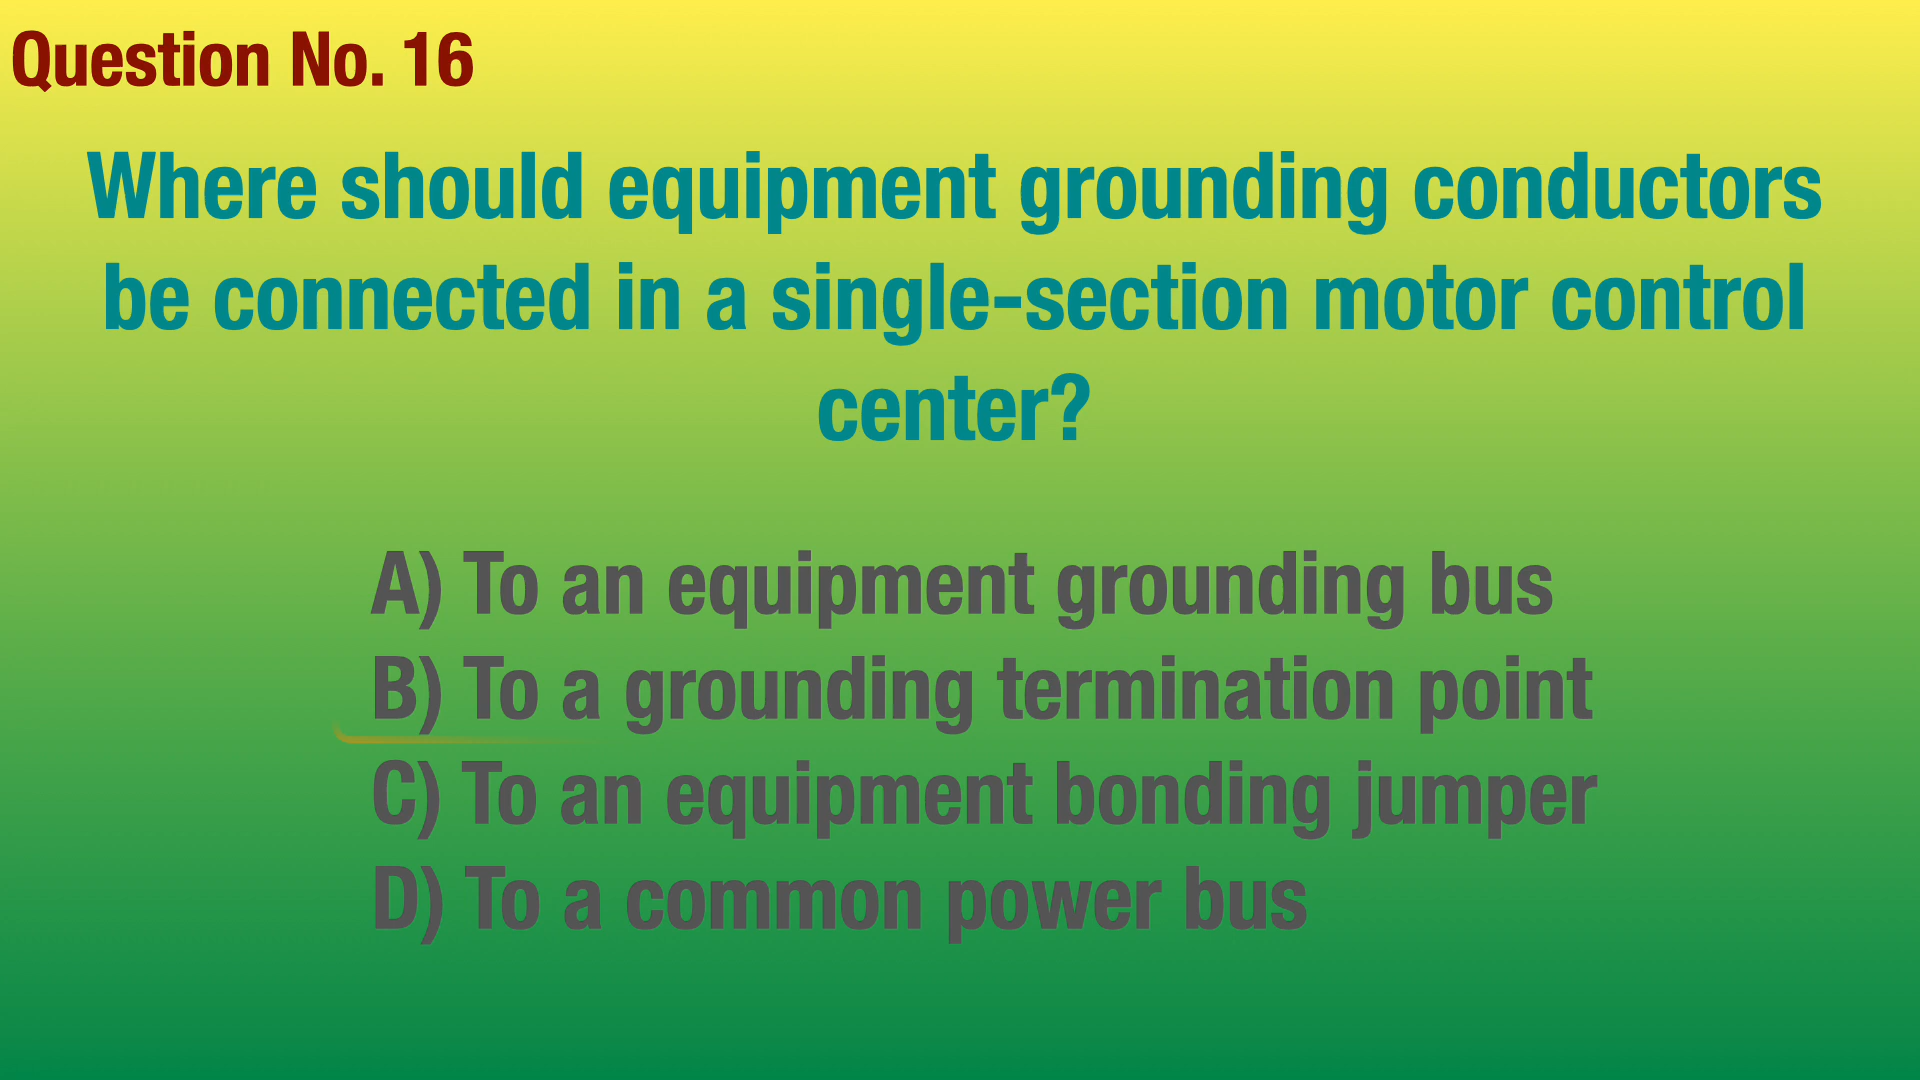 Question No. 16
Where should equipment grounding conductors
be connected in a single-section motor control
center?
A) To an equipment grounding bus
B) To a grounding termination point
C) To an equipment bonding jumper
D) To a common power bus